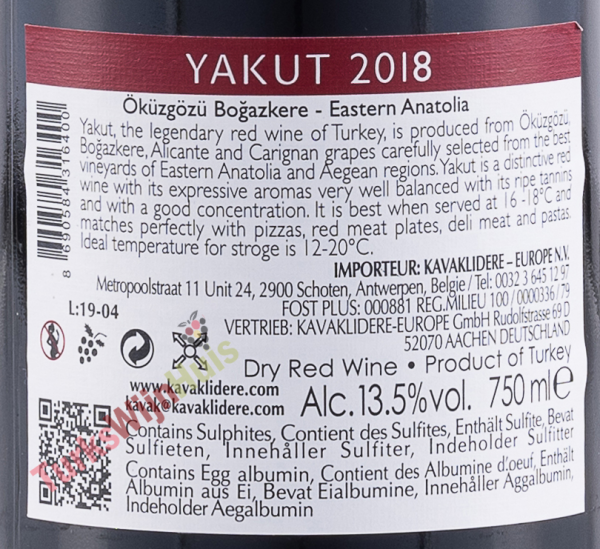 YAKUT 2018
Öküzgözü Boğazkere - Eastern Anatolia
Yakut, the legendary red wine of Turkey, is produced from Öküzgözü,
Boğazkere, Alicante and Carignan grapes carefully selected from the best
vineyards of Eastern Anatolia and Aegean regions. Yakut is a distinctive red
wine with its expressive aromas very well balanced with its ripe tannins
and with a good concentration. It is best when served at 16 -18°C and
matches perfectly with pizzas, red meat plates, deli meat and pastas.
Ideal temperature for stroge is 12-20°C.
8 690584 316400
IMPORTEUR: KAVAKLIDERE – EUROPE N.V.
Metropoolstraat 11 Unit 24, 2900 Schoten, Antwerpen, Belgie / Tel: 0032 3 645 12 97
FOST PLUS: 000881 REG.MILIEU 100 / 0000336 / 79
VERTRIEB: KAVAKLIDERE-EUROPE GmbH Rudolfstrasse 69 D
52070 AACHEN DEUTSCHLAND
L:19-04
Dry Red Wine • Product of Turkey
www.kavaklidere.com
kavak@kavaklidere.com
Alc.13.5%vol. 750 ml e
TurksWijnHuis
Contains Sulphites, Contient des Sulfites, Enthält Sulfite, Bevat
Sulfieten, Innehåller Sulfiter, Indeholder Sulfitter
Contains Egg albumin, Contient des Albumine d'oeuf, Enthält
Albumin aus Ei, Bevat Eialbumine, Innehåller Äggalbumin,
Indeholder Aegalbumin